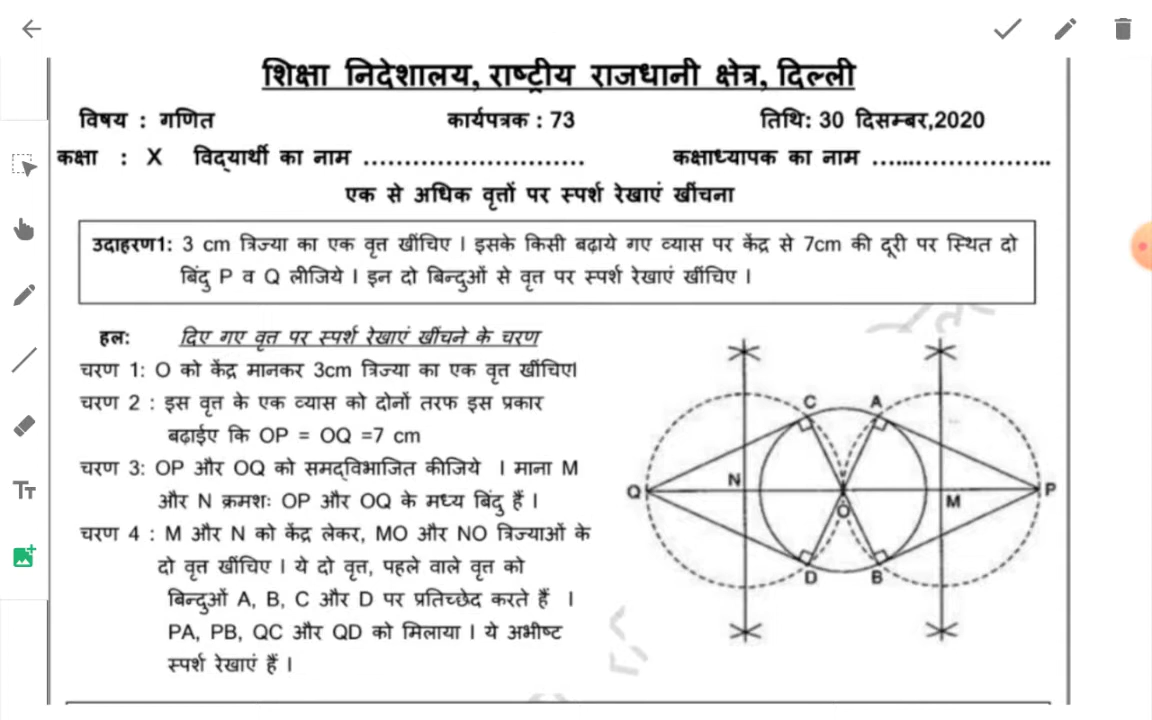 शिक्षा निदेशालय, राष्ट्रीय राजधानी क्षेत्र, दिल्ली
विषय : गणित कार्यपत्रक : 73 तिथि: 30 दिसम्बर,2020
कक्षा : X विद्यार्थी का नाम ........................... कक्षाध्यापक का नाम ......................
एक से अधिक वृत्तों पर स्पर्श रेखाएं खींचना
उदाहरण1: 3 cm त्रिज्या का एक वृत्त खींचिए । इसके किसी बढ़ाये गए व्यास पर केंद्र से 7cm की दूरी पर स्थित दो
बिंदु P व Q लीजिये । इन दो बिन्दुओं से वृत्त पर स्पर्श रेखाएं खींचिए ।
हल: दिए गए वृत्त पर स्पर्श रेखाएं खींचने के चरण
चरण 1: O को केंद्र मानकर 3cm त्रिज्या का एक वृत्त खींचिए।
चरण 2 : इस वृत्त के एक व्यास को दोनों तरफ इस प्रकार
बढ़ाईए कि OP = OQ =7 cm
चरण 3: OP और OQ को समद्विभाजित कीजिये । माना M
और N क्रमशः OP और OQ के मध्य बिंदु हैं ।
चरण 4 : M और N को केंद्र लेकर, MO और NO त्रिज्याओं के
दो वृत्त खींचिए । ये दो वृत्त, पहले वाले वृत्त को
बिन्दुओं A, B, C और D पर प्रतिच्छेद करते हैं ।
PA, PB, QC और QD को मिलाया । ये अभीष्ट
स्पर्श रेखाएं हैं ।
C A
Q N M P
O
D B
Tт